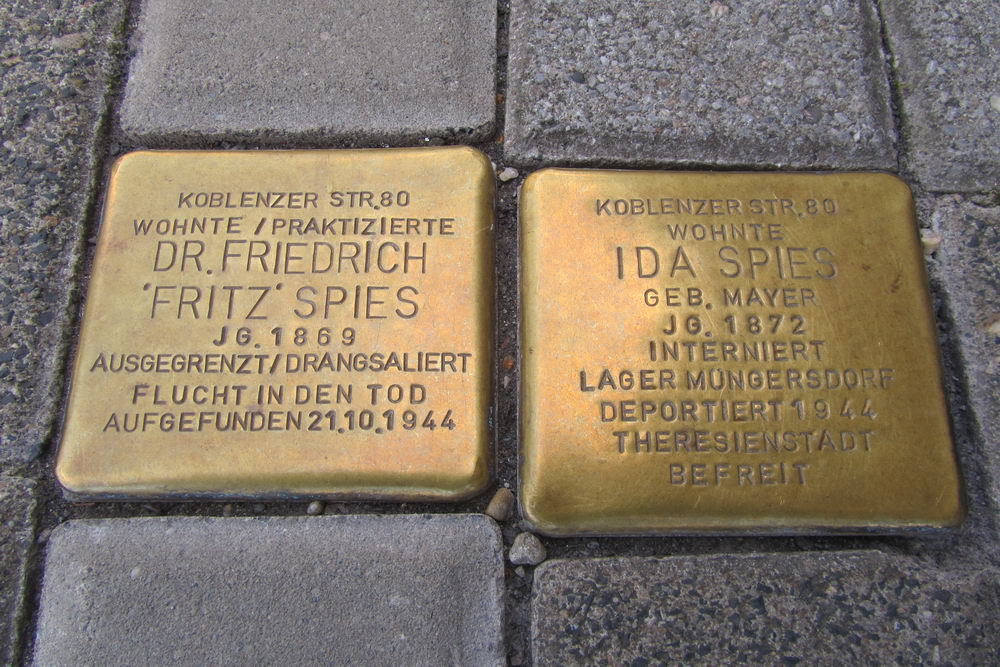 KOBLENZER STR.80
WOHNTE / PRAKTIZIERTE
DR. FRIEDRICH
'FRITZ' SPIES
JG. 1869
AUSGEGRENZT/DRANGSALIERT
FLUCHT IN DEN TOD
AUFGEFUNDEN 21.10.1944
KOBLENZER STR. 80
WOHNTE
IDA SPIES
GEB. MAYER
JG. 1872
INTERNIERT
LAGER MÜNGERSDORF
DEPORTIERT 1944
THERESIENSTADT
BEFREIT